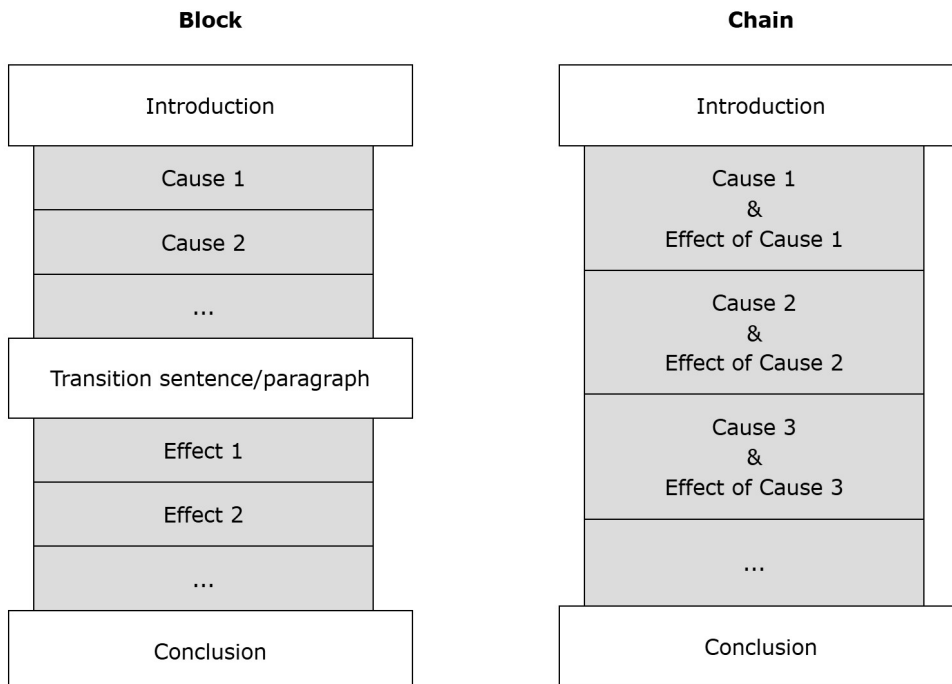 Block
Introduction
Cause 1
Cause 2
...
Transition sentence/paragraph
Effect 1
Effect 2
...
Conclusion
Chain
Introduction
Cause 1
&
Effect of Cause 1
Cause 2
&
Effect of Cause 2
Cause 3
&
Effect of Cause 3
...
Conclusion